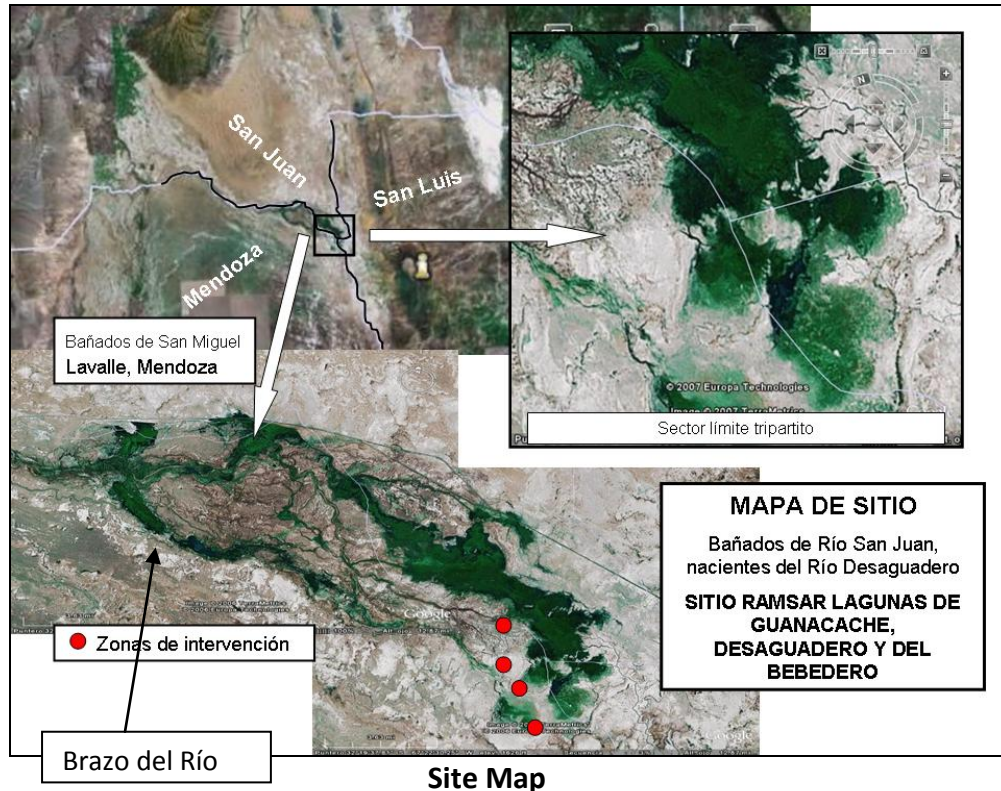 San Juan
San Luis
Mendoza
N
© 2007 Europa Technologies
Image © 2007 TerraMetrics
Sector límite tripartito
Bañados de San Miguel
Lavalle, Mendoza
MAPA DE SITIO
Bañados de Río San Juan,
nacientes del Río Desaguadero
SITIO RAMSAR LAGUNAS DE
GUANACACHE,
DESAGUADERO Y DEL
BEBEDERO
Google
Zonas de intervención
Brazo del Río
Site Map